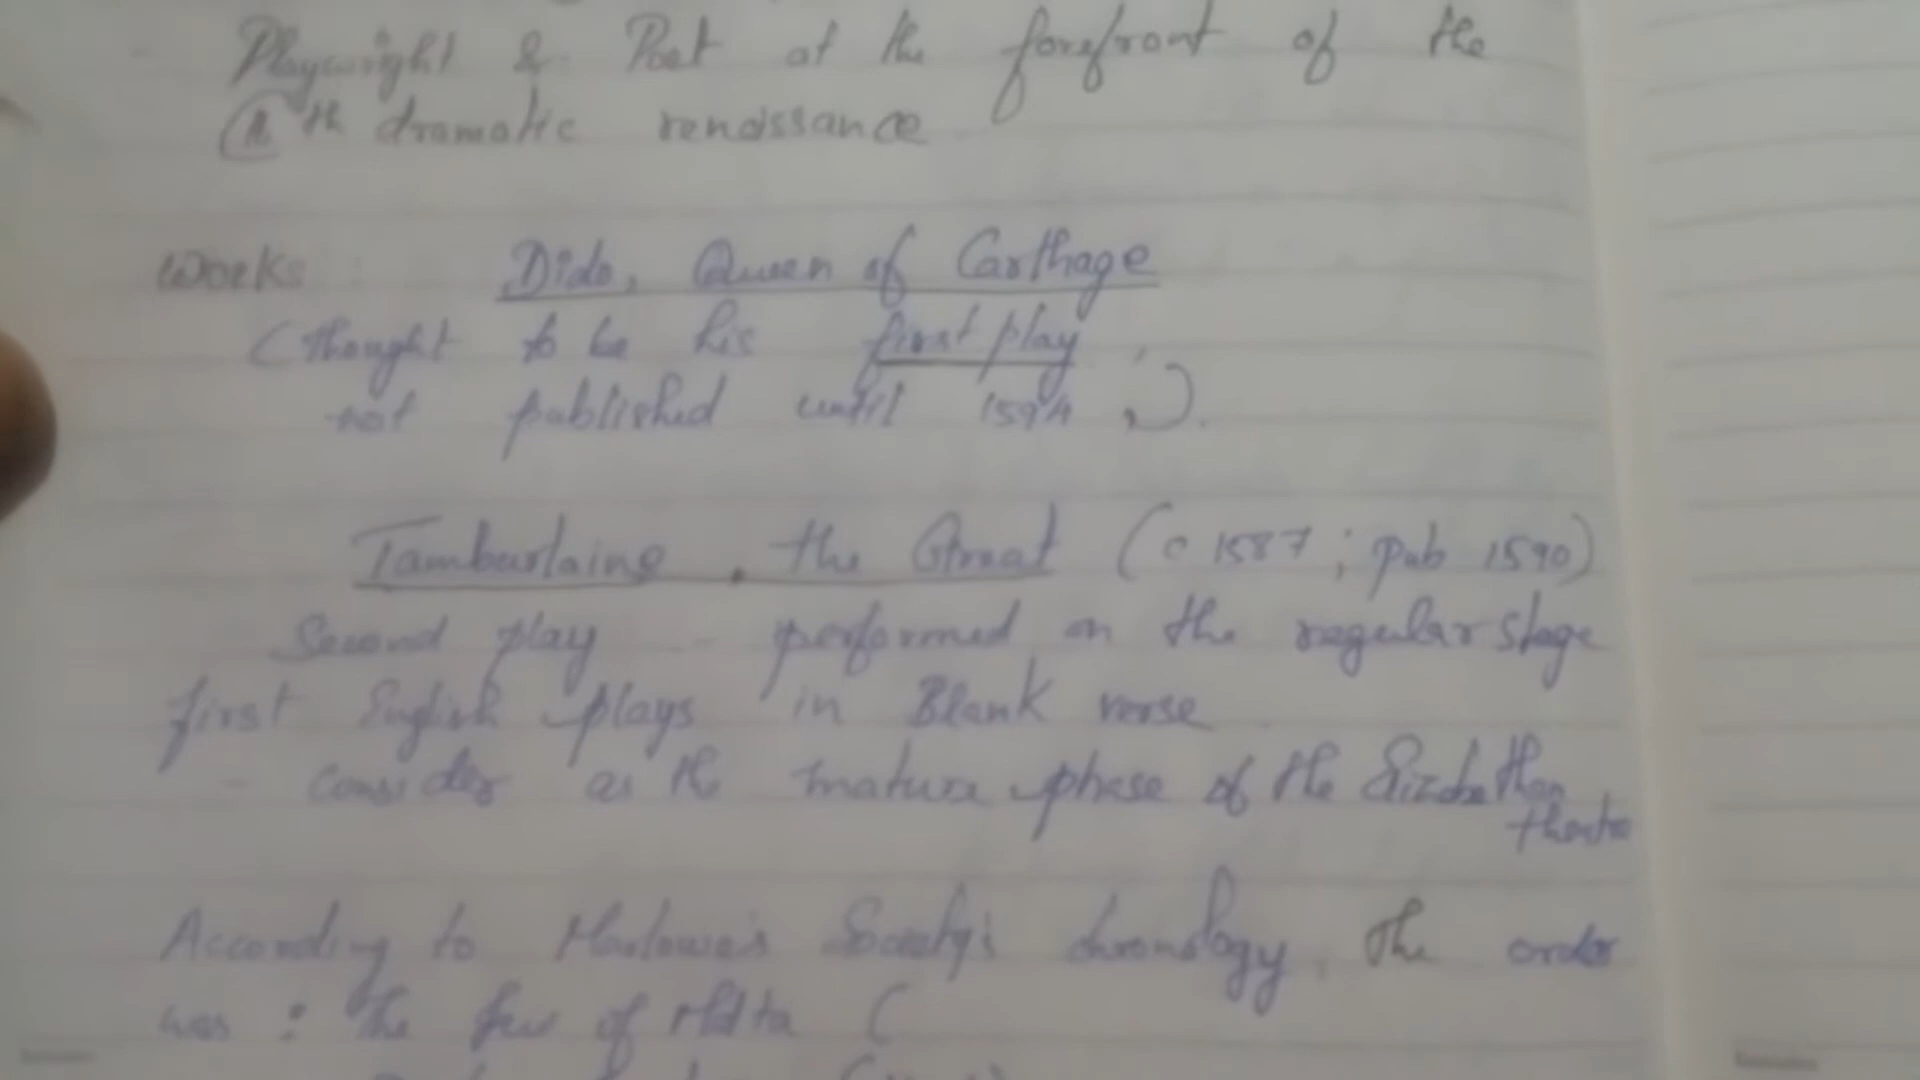 Playwright & Poet at the forefront of the
16 th dramatic renaissance
Works : Dido, Queen of Carthage
(thought to be his first play ;
not published until 1594 ,).
Tamburlaine, the Great (c 1587 ; pub 1590)
Second play - performed on the regular stage
first English plays in Blank verse
- consider as the mature phase of the Elizabethan
theatre
According to Marlowe's Society's chronology, the order
was : The Jew of Malta (